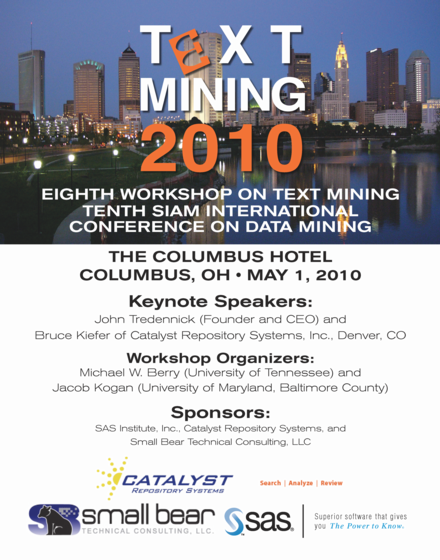 TEXT
MINING
2010
EIGHTH WORKSHOP ON TEXT MINING
TENTH SIAM INTERNATIONAL
CONFERENCE ON DATA MINING
THE COLUMBUS HOTEL
COLUMBUS, OH • MAY 1, 2010
Keynote Speakers:
John Tredennick (Founder and CEO) and
Bruce Kiefer of Catalyst Repository Systems, Inc., Denver, CO
Workshop Organizers:
Michael W. Berry (University of Tennessee) and
Jacob Kogan (University of Maryland, Baltimore County)
Sponsors:
SAS Institute, Inc., Catalyst Repository Systems, and
Small Bear Technical Consulting, LLC
CATALYST
REPOSITORY SYSTEMS
Search | Analyze | Review
SB small bear
TECHNICAL CONSULTING, LLC.
sas.
Superior software that gives
you The Power to Know.